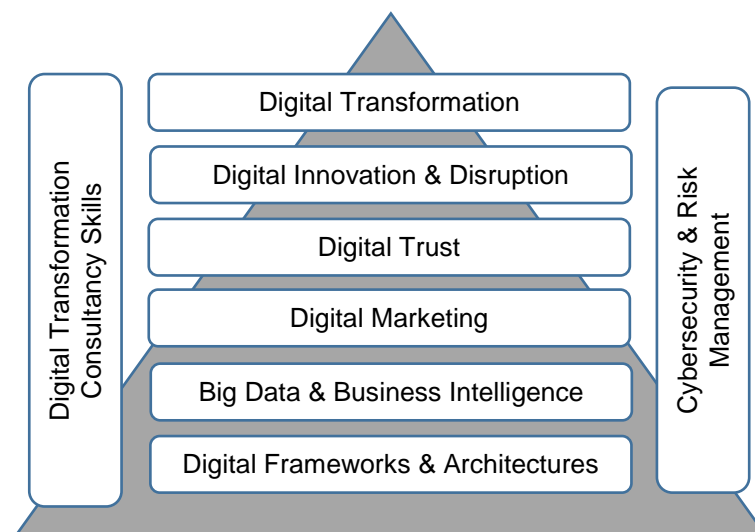 Digital Transformation
Consultancy Skills
Digital Transformation
Digital Innovation & Disruption
Digital Trust
Digital Marketing
Big Data & Business Intelligence
Digital Frameworks & Architectures
Cybersecurity & Risk
Management